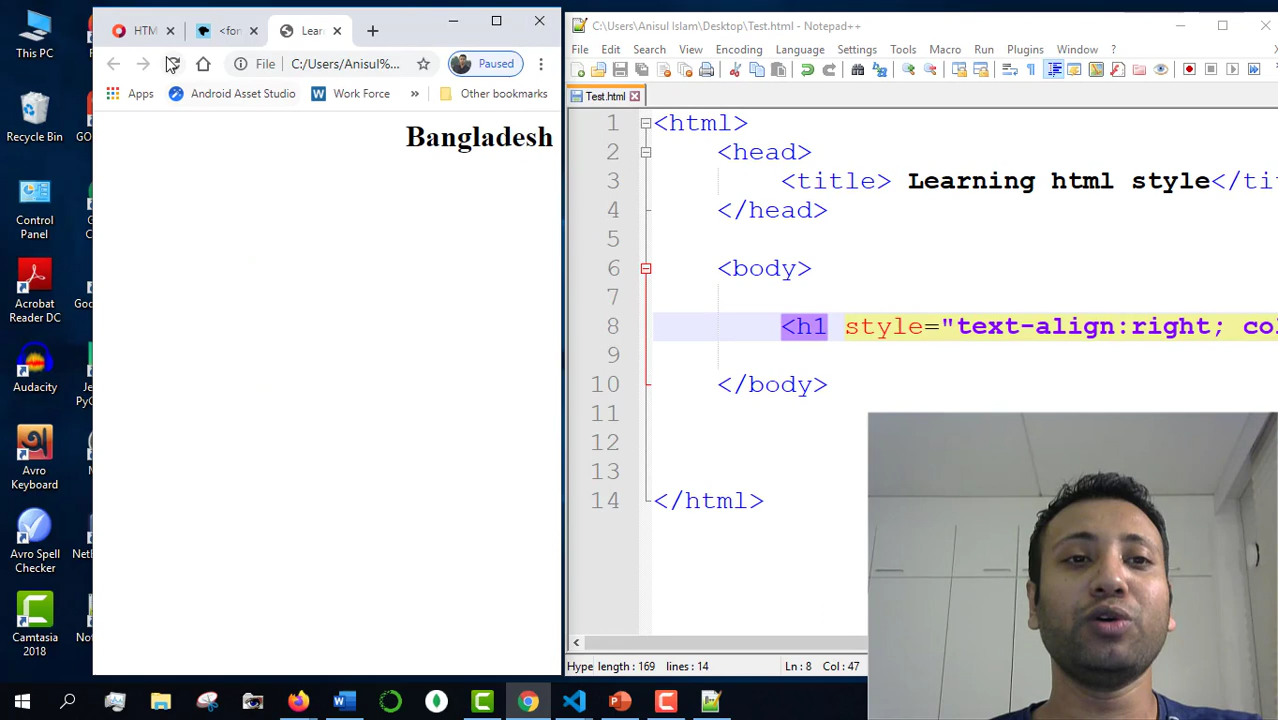 This PC
Recycle Bin
Control Panel
Acrobat Reader DC
Audacity
Avro Keyboard
Avro Spell Checker
Camtasia 2018
HTM
<for
Lear
File
C:/Users/Anisul%...
Paused
Apps
Android Asset Studio
Work Force
»
Other bookmarks
Bangladesh
C:\Users\Anisul Islam\Desktop\Test.html - Notepad++
File Edit Search View Encoding Language Settings Tools Macro Run Plugins Window ?
Test.html
1 <html>
2 <head>
3 <title> Learning html style</ti
4 </head>
5
6 <body>
7
8 <h1 style="text-align:right; col
9
10 </body>
11
12
13
14 </html>
Hype length : 169 lines : 14 Ln : 8 Col : 47